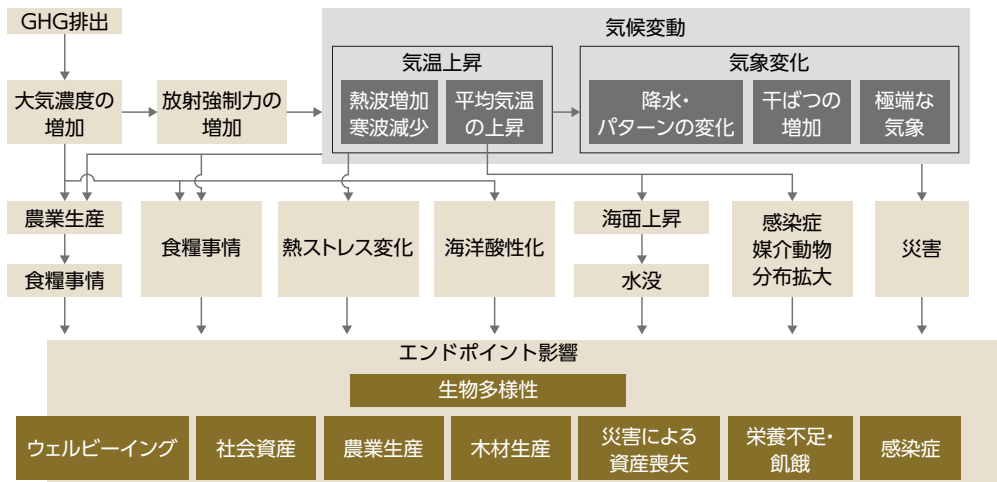 GHG排出
気候変動
気温上昇
気象変化
大気濃度の
増加
放射強制力の
増加
熱波増加
寒波減少
平均気温
の上昇
降水・
パターンの変化
干ばつの
増加
極端な
気象
農業生産
食糧事情
食糧事情
熱ストレス変化
海洋酸性化
海面上昇
水没
感染症
媒介動物
分布拡大
災害
エンドポイント影響
生物多様性
ウェルビーイング
社会資産
農業生産
木材生産
災害による
資産喪失
栄養不足・
飢餓
感染症